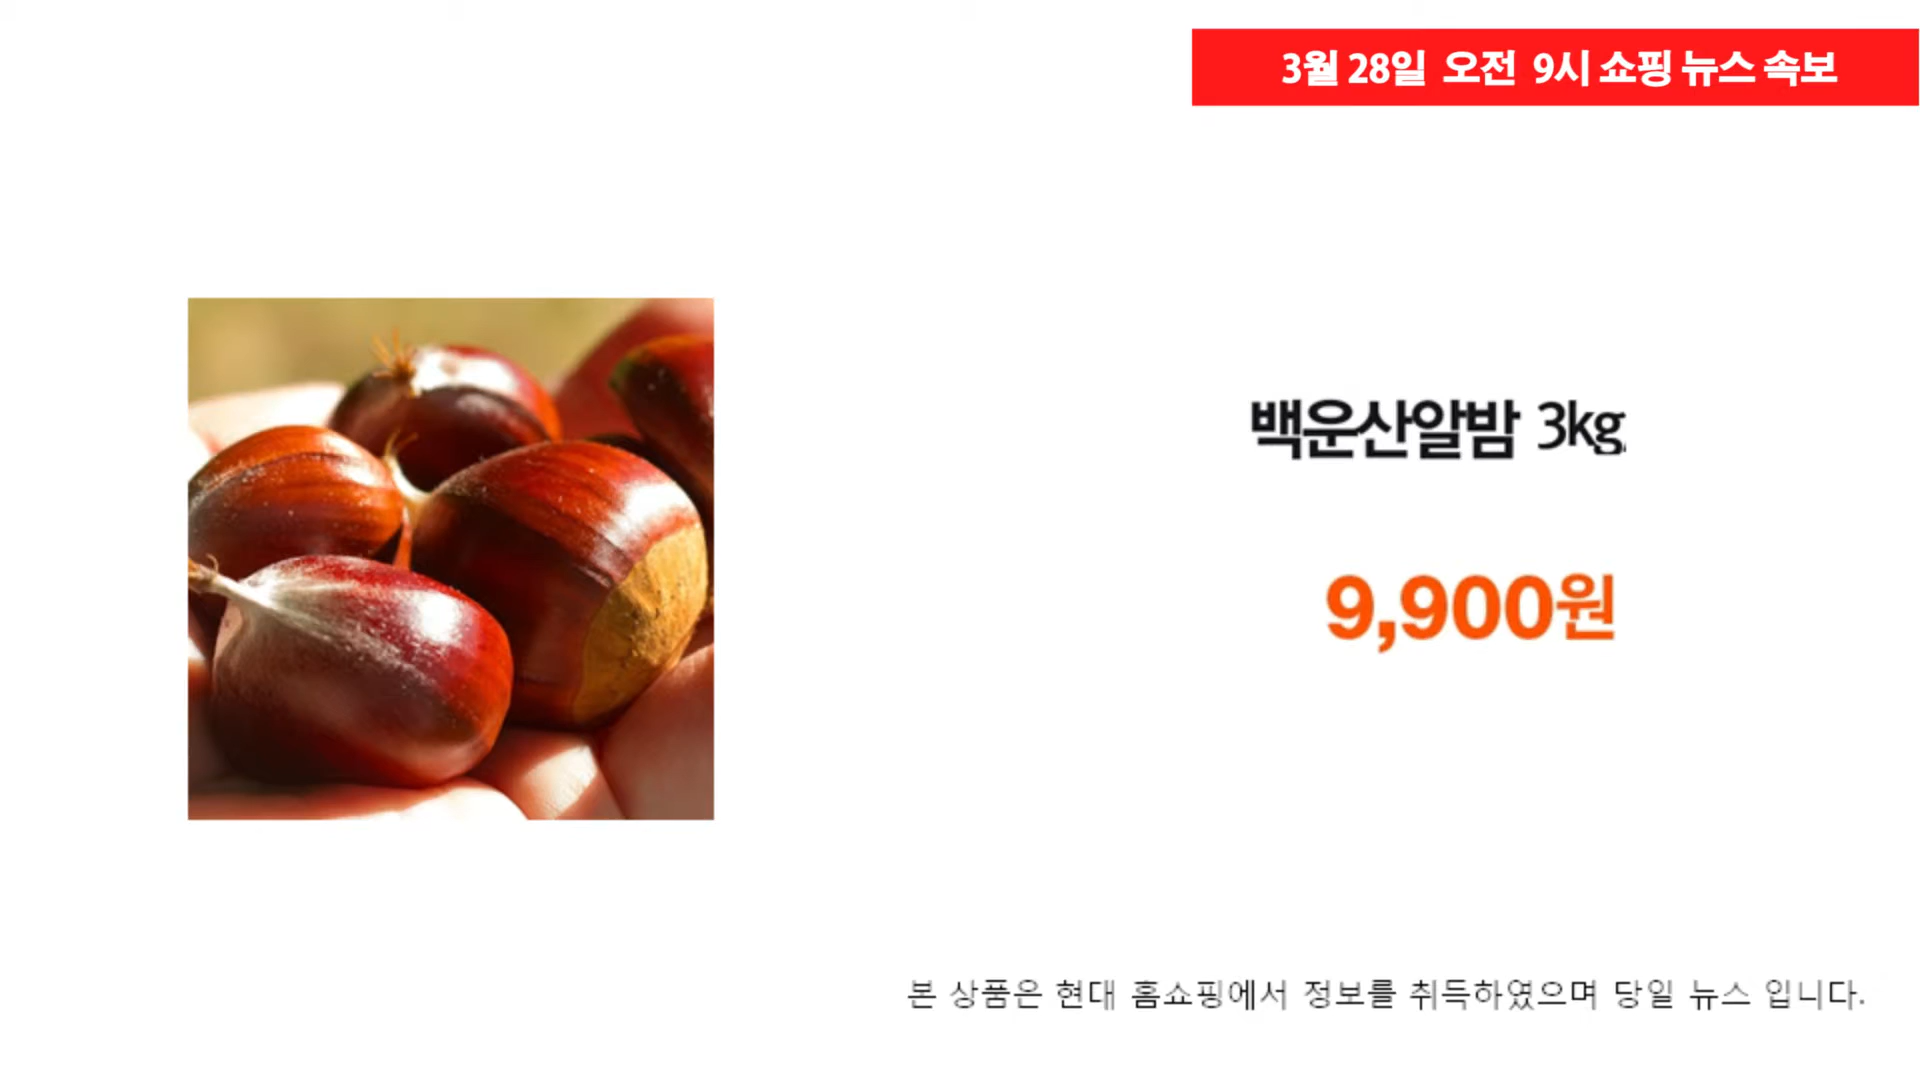 3월 28일 오전 9시 쇼핑 뉴스 속보
백운산알밤 3kg
9,900원
본 상품은 현대 홈쇼핑에서 정보를 취득하였으며 당일 뉴스 입니다.